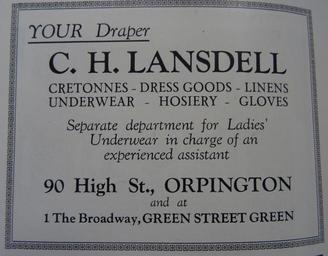 YOUR Draper
C. H. LANSDELL
CRETONNES - DRESS GOODS - LINENS
UNDERWEAR - HOSIERY - GLOVES
Separate department for Ladies'
Underwear in charge of an
experienced assistant
90 High St., ORPINGTON
and at
1 The Broadway, GREEN STREET GREEN